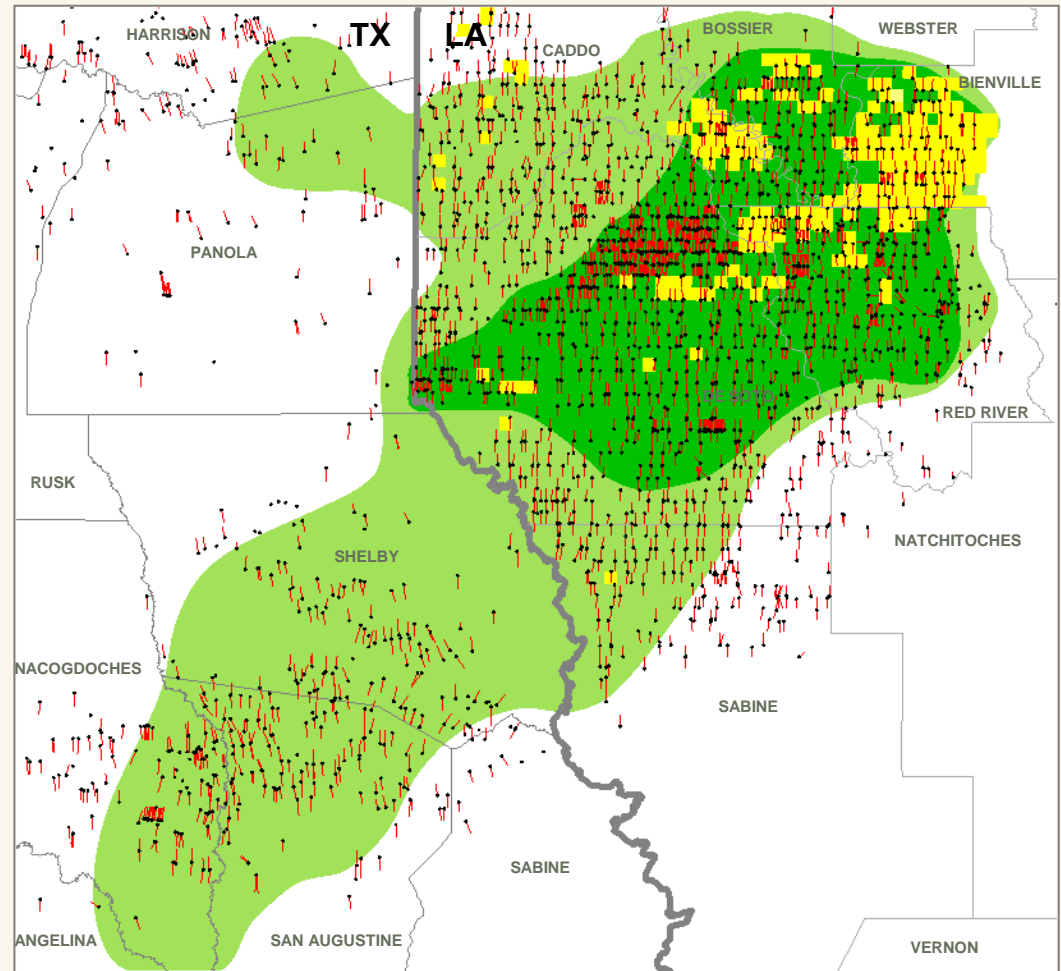 HARRISON
TX
LA
CADDO
BOSSIER
WEBSTER
BIENVILLE
PANOLA
DE SOTO
RED RIVER
RUSK
NATCHITOCHES
SHELBY
NACOGDOCHES
SABINE
SABINE
ANGELINA
SAN AUGUSTINE
VERNON